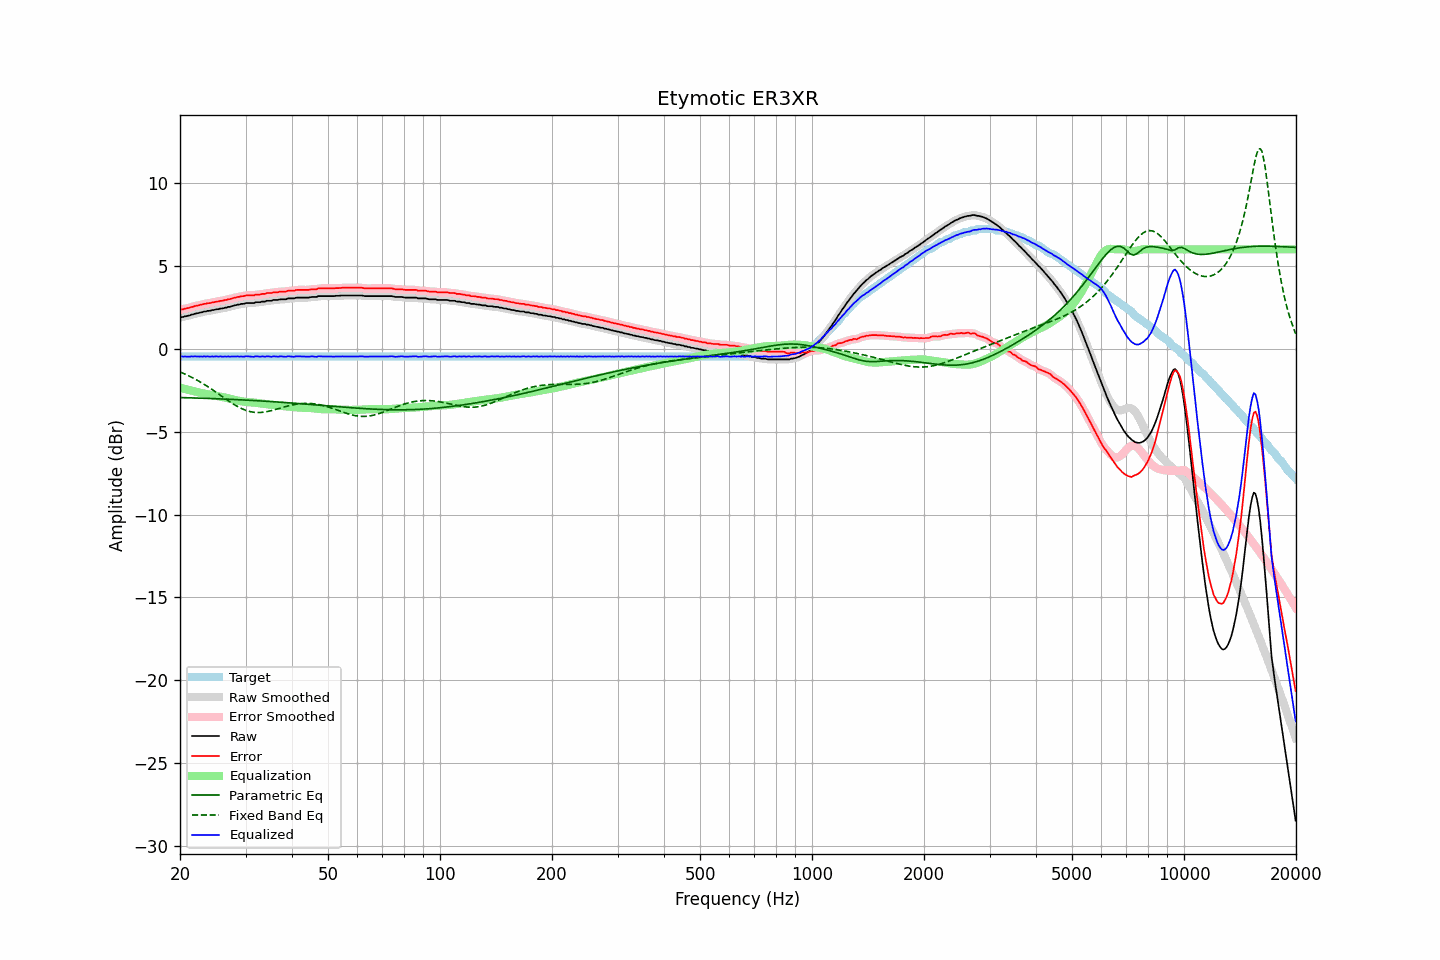 Etymotic ER3XR
Amplitude (dBr)
10
5
0
−5
−10
−15
−20
−25
−30
Target
Raw Smoothed
Error Smoothed
Raw
Error
Equalization
Parametric Eq
Fixed Band Eq
Equalized
20 50 100 200 500 1000 2000 5000 10000 20000
Frequency (Hz)